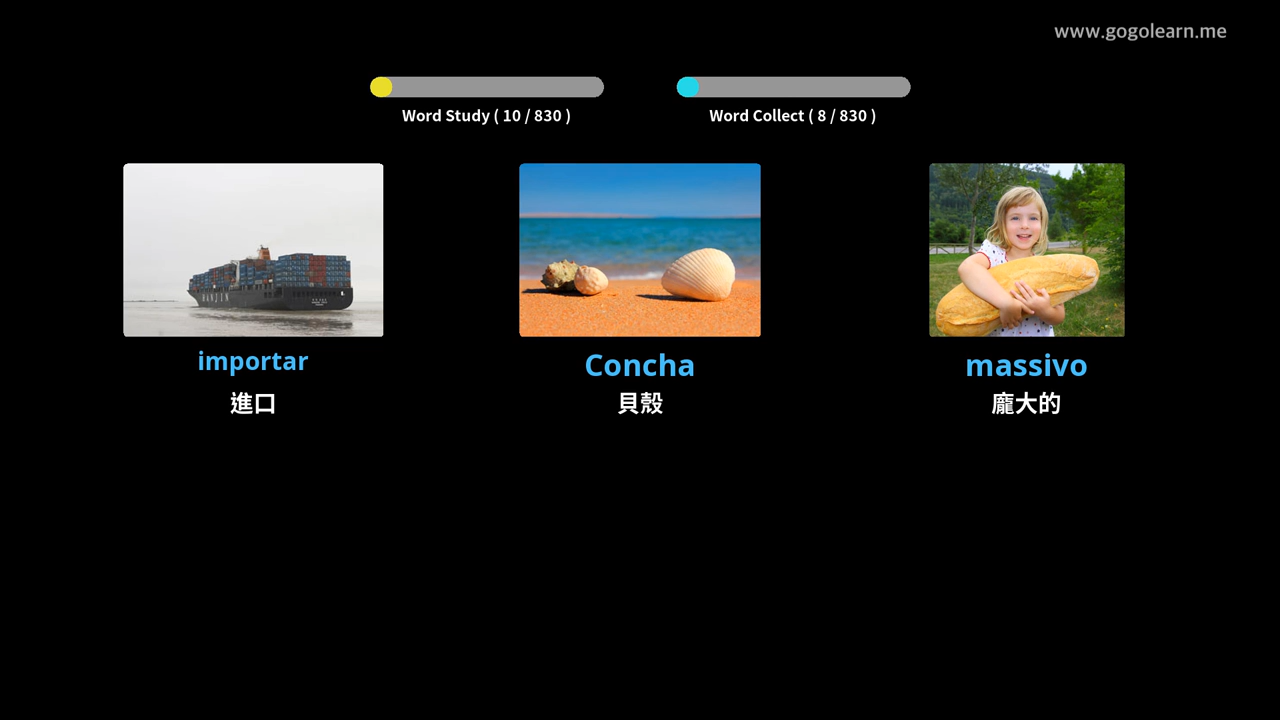 www.gogolearn.me
Word Study ( 10 / 830 )
Word Collect ( 8 / 830 )
HANJIN
importar
Concha
massivo
進口
貝殼
龐大的